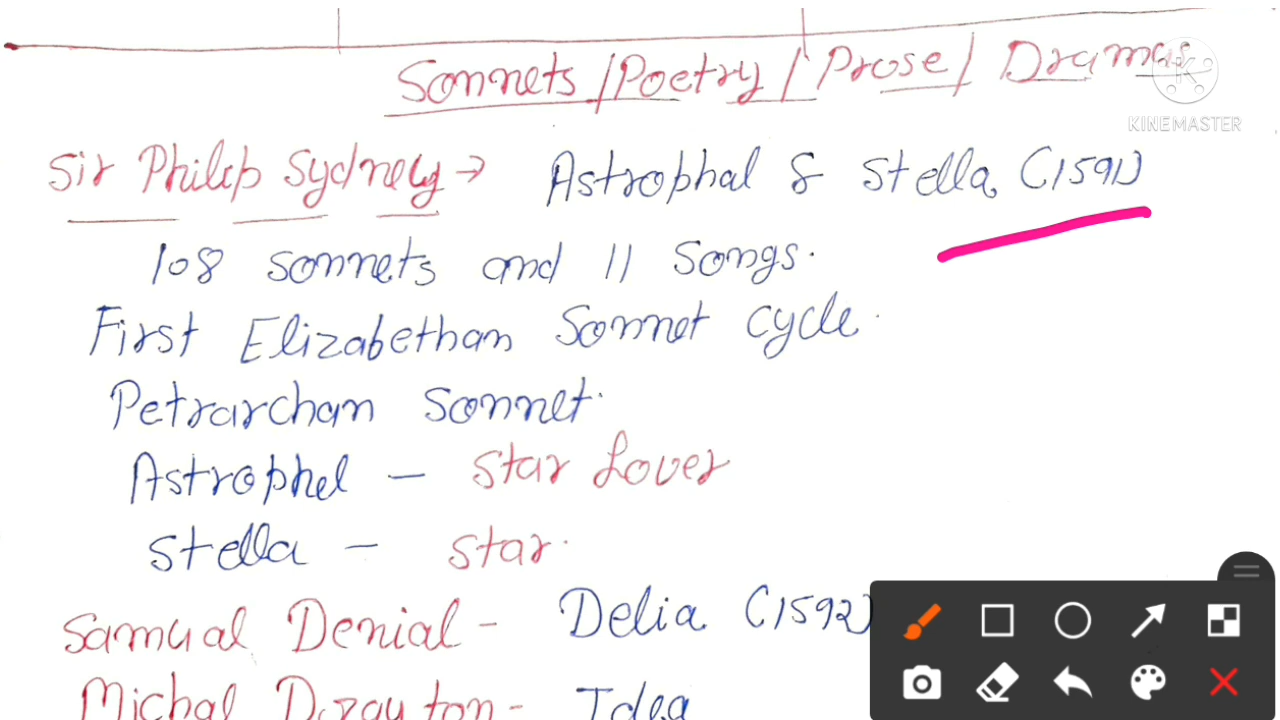 Sonnets / Poetry / Prose / Dramas
KINEMASTER
Sir Philip Sydney → Astrophal & Stella (1591)
108 sonnets and 11 Songs.
First Elizabethan Sonnet cycle.
Petrarchan Sonnet.
Astrophel - Star Lover
Stella - Star.
Samual Denial - Delia (1592)
Michal Drayton - Idea